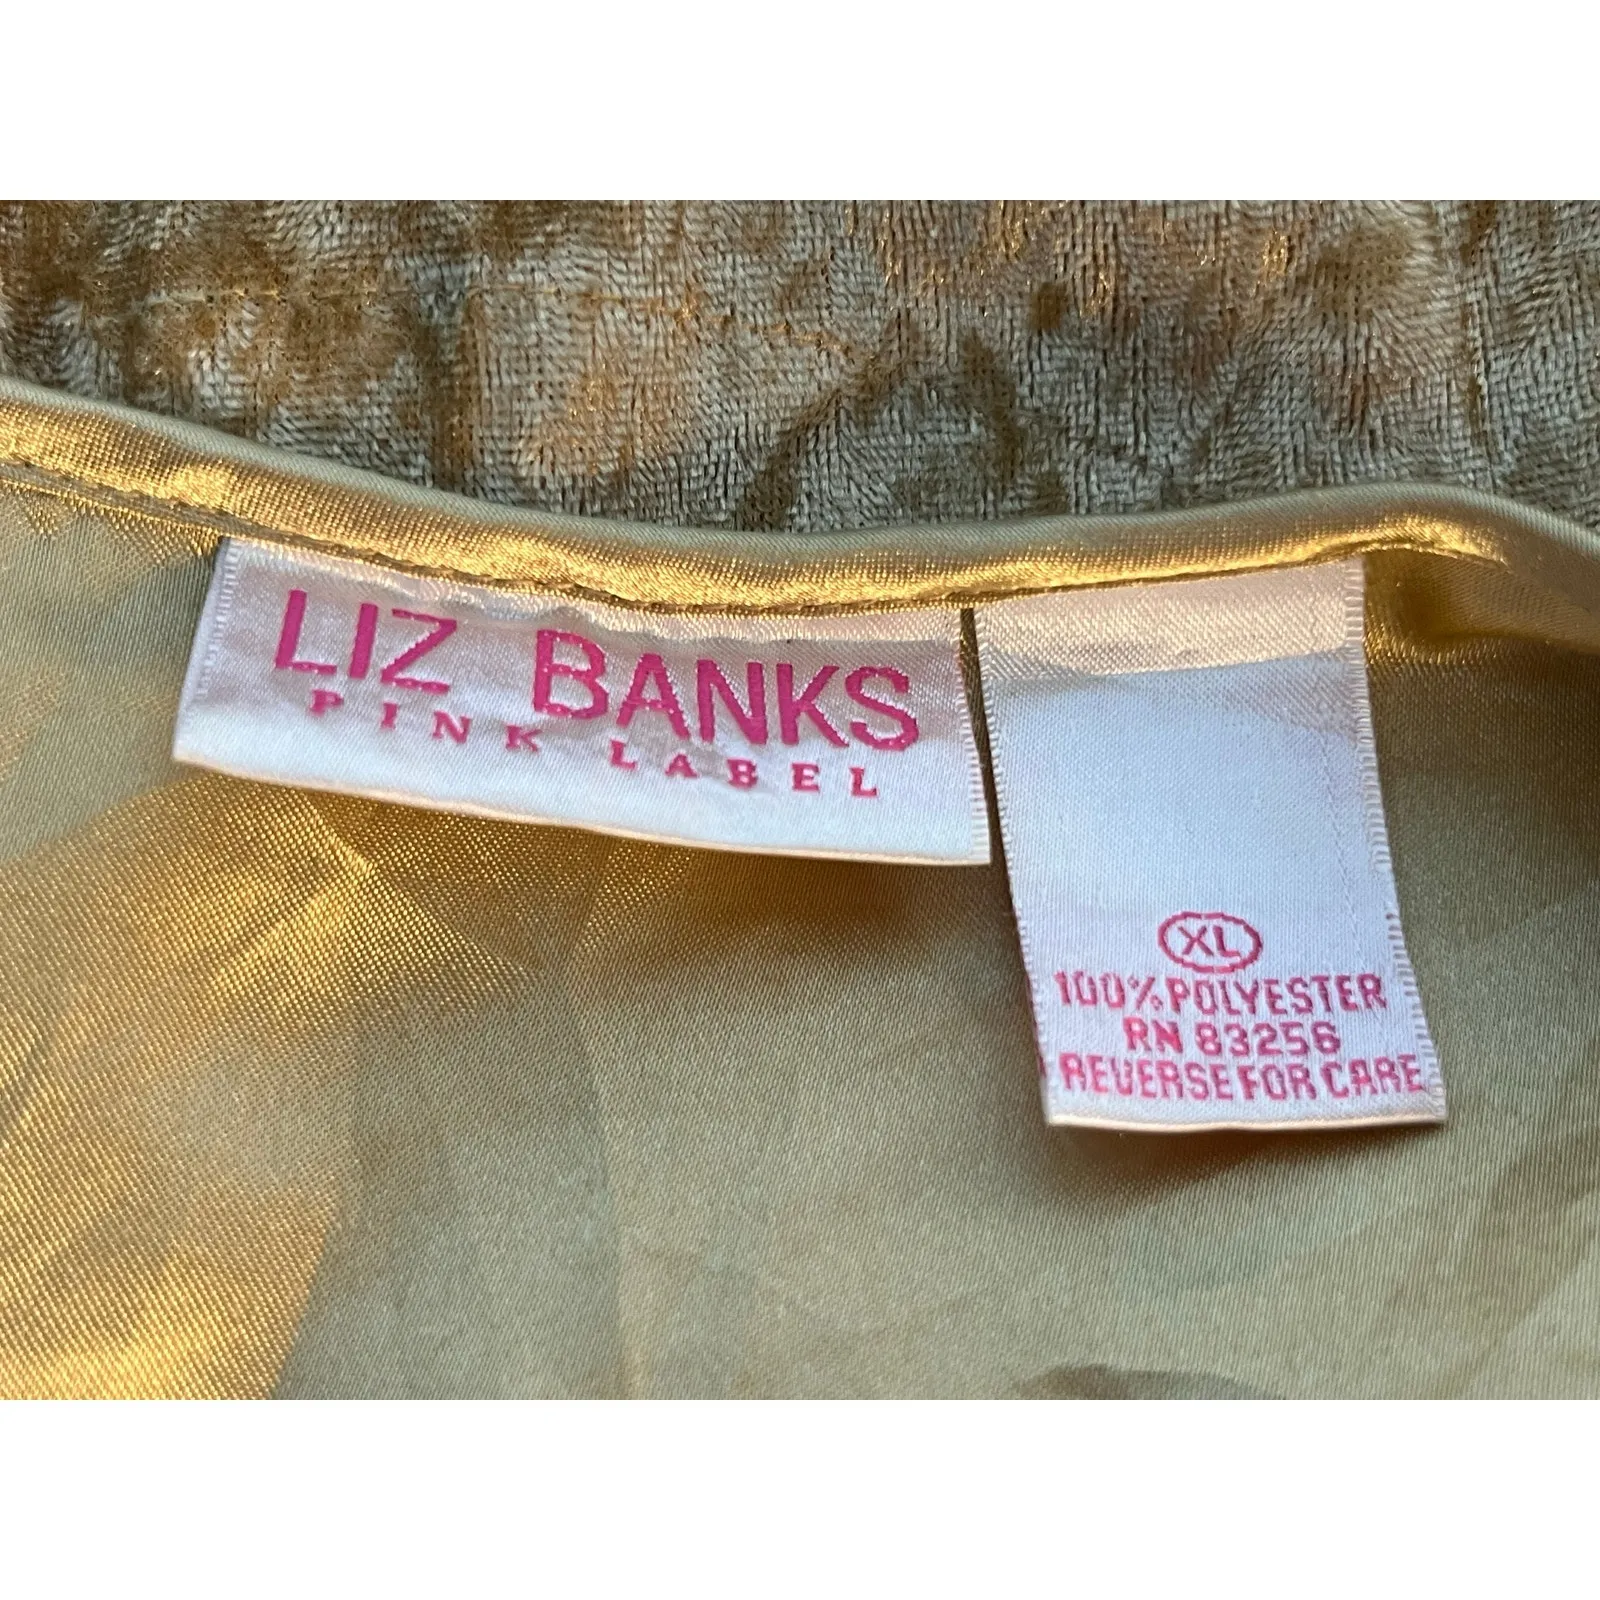 LIZ BANKS
PINK LABEL
XL
100% POLYESTER
RN 83256
REVERSE FOR CARE